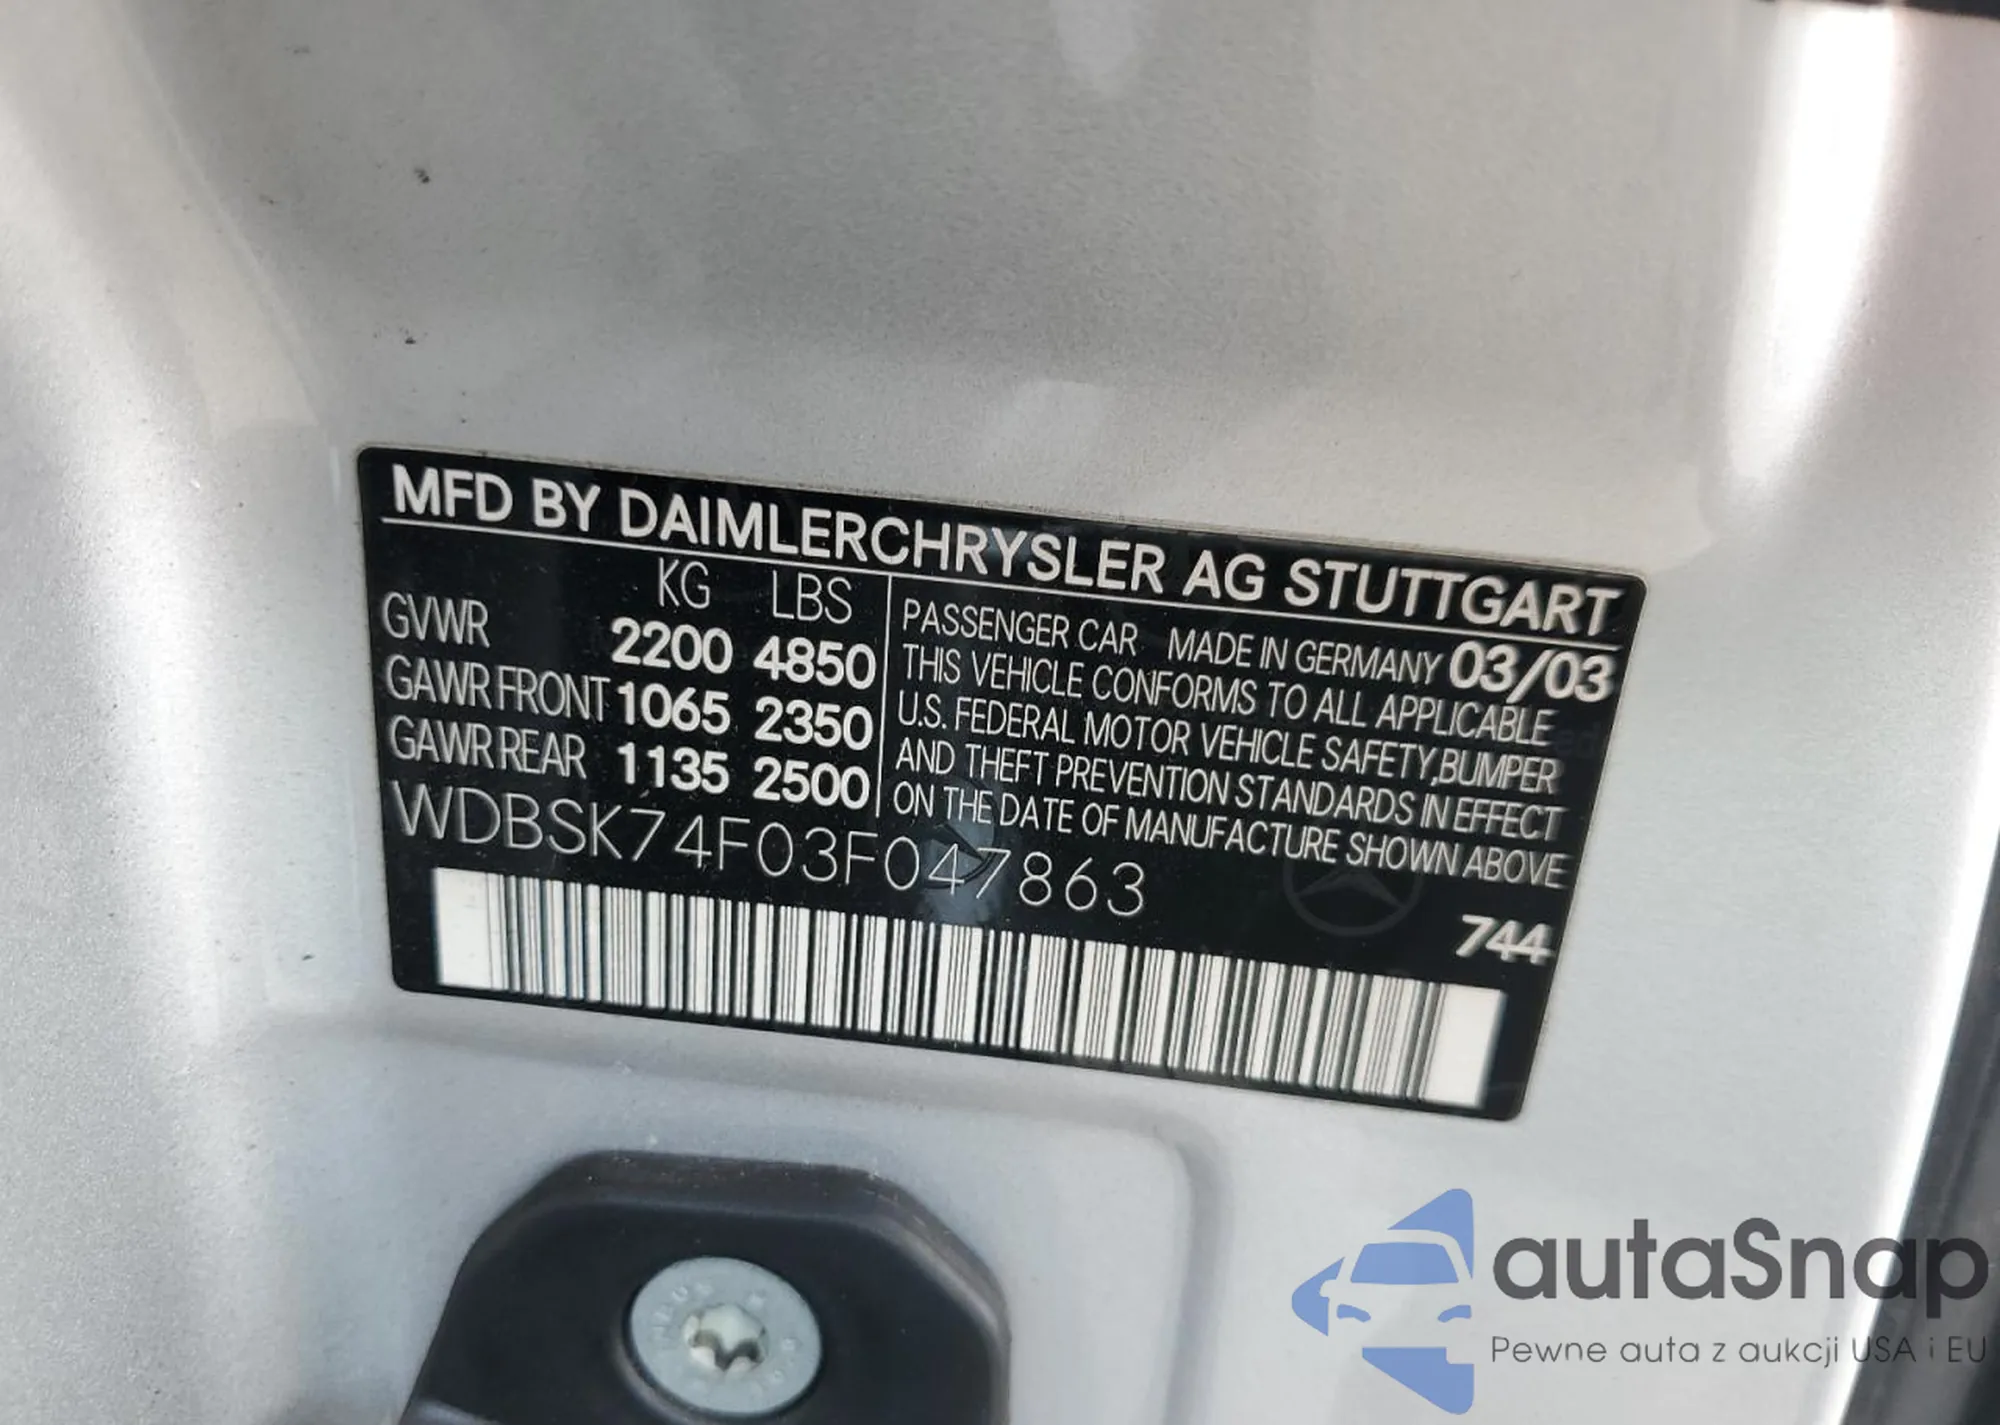 MFD BY DAIMLERCHRYSLER AG STUTTGART
KG LBS
GVWR 2200 4850
GAWR FRONT 1065 2350
GAWR REAR 1135 2500
PASSENGER CAR MADE IN GERMANY 03/03
THIS VEHICLE CONFORMS TO ALL APPLICABLE
U.S. FEDERAL MOTOR VEHICLE SAFETY,BUMPER
AND THEFT PREVENTION STANDARDS IN EFFECT
ON THE DATE OF MANUFACTURE SHOWN ABOVE
WDBSK74F03F047863
744
autaSnap
Pewne auta z aukcji USA i EU